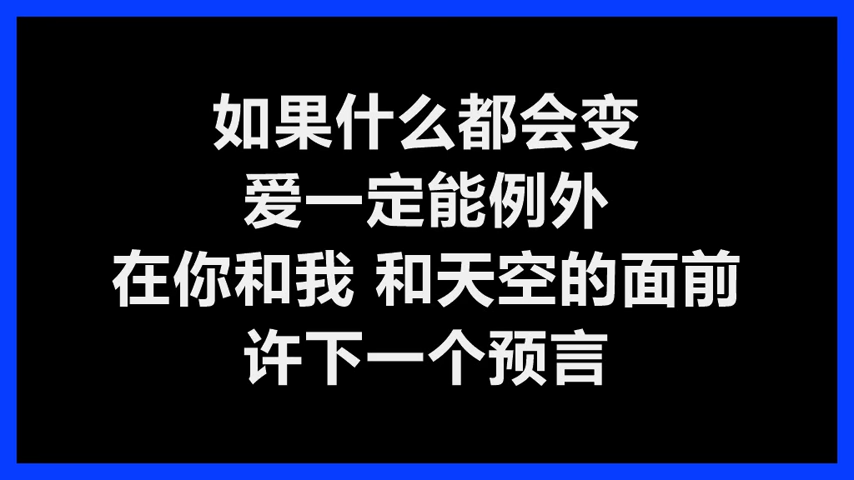 如果什么都会变
爱一定能例外
在你和我 和天空的面前
许下一个预言